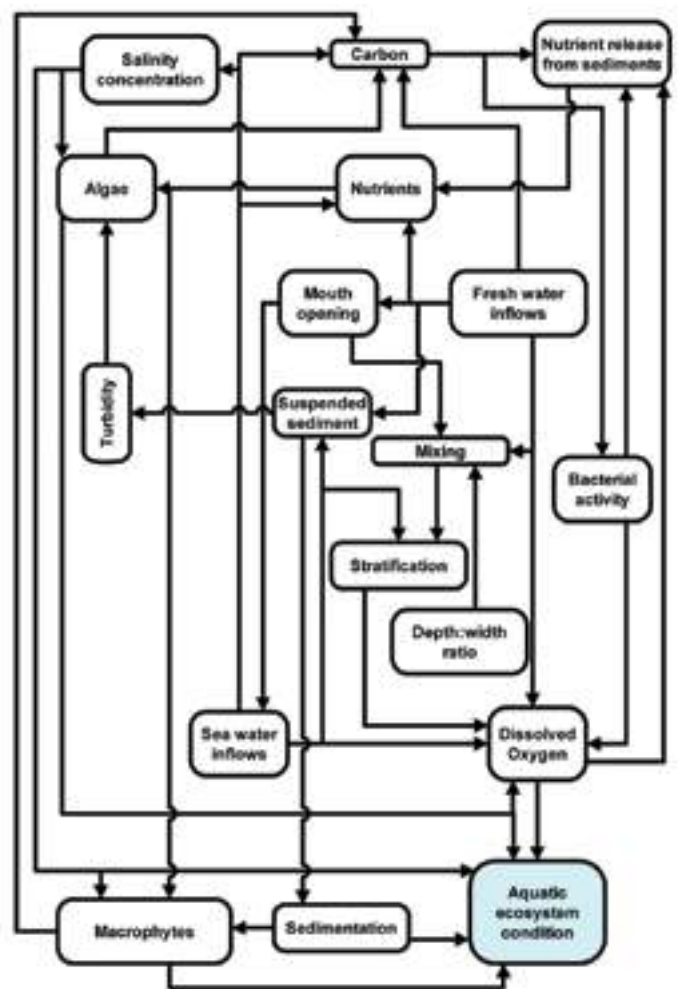 Carbon
Nutrient release
from sediments
Salinity
concentration
Algae
Nutrients
Mouth
opening
Fresh water
inflows
Turbidity
Suspended
sediment
Mixing
Bacterial
activity
Stratification
Depth:width
ratio
Sea water
inflows
Dissolved
Oxygen
Aquatic
ecosystem
condition
Macrophytes
Sedimentation